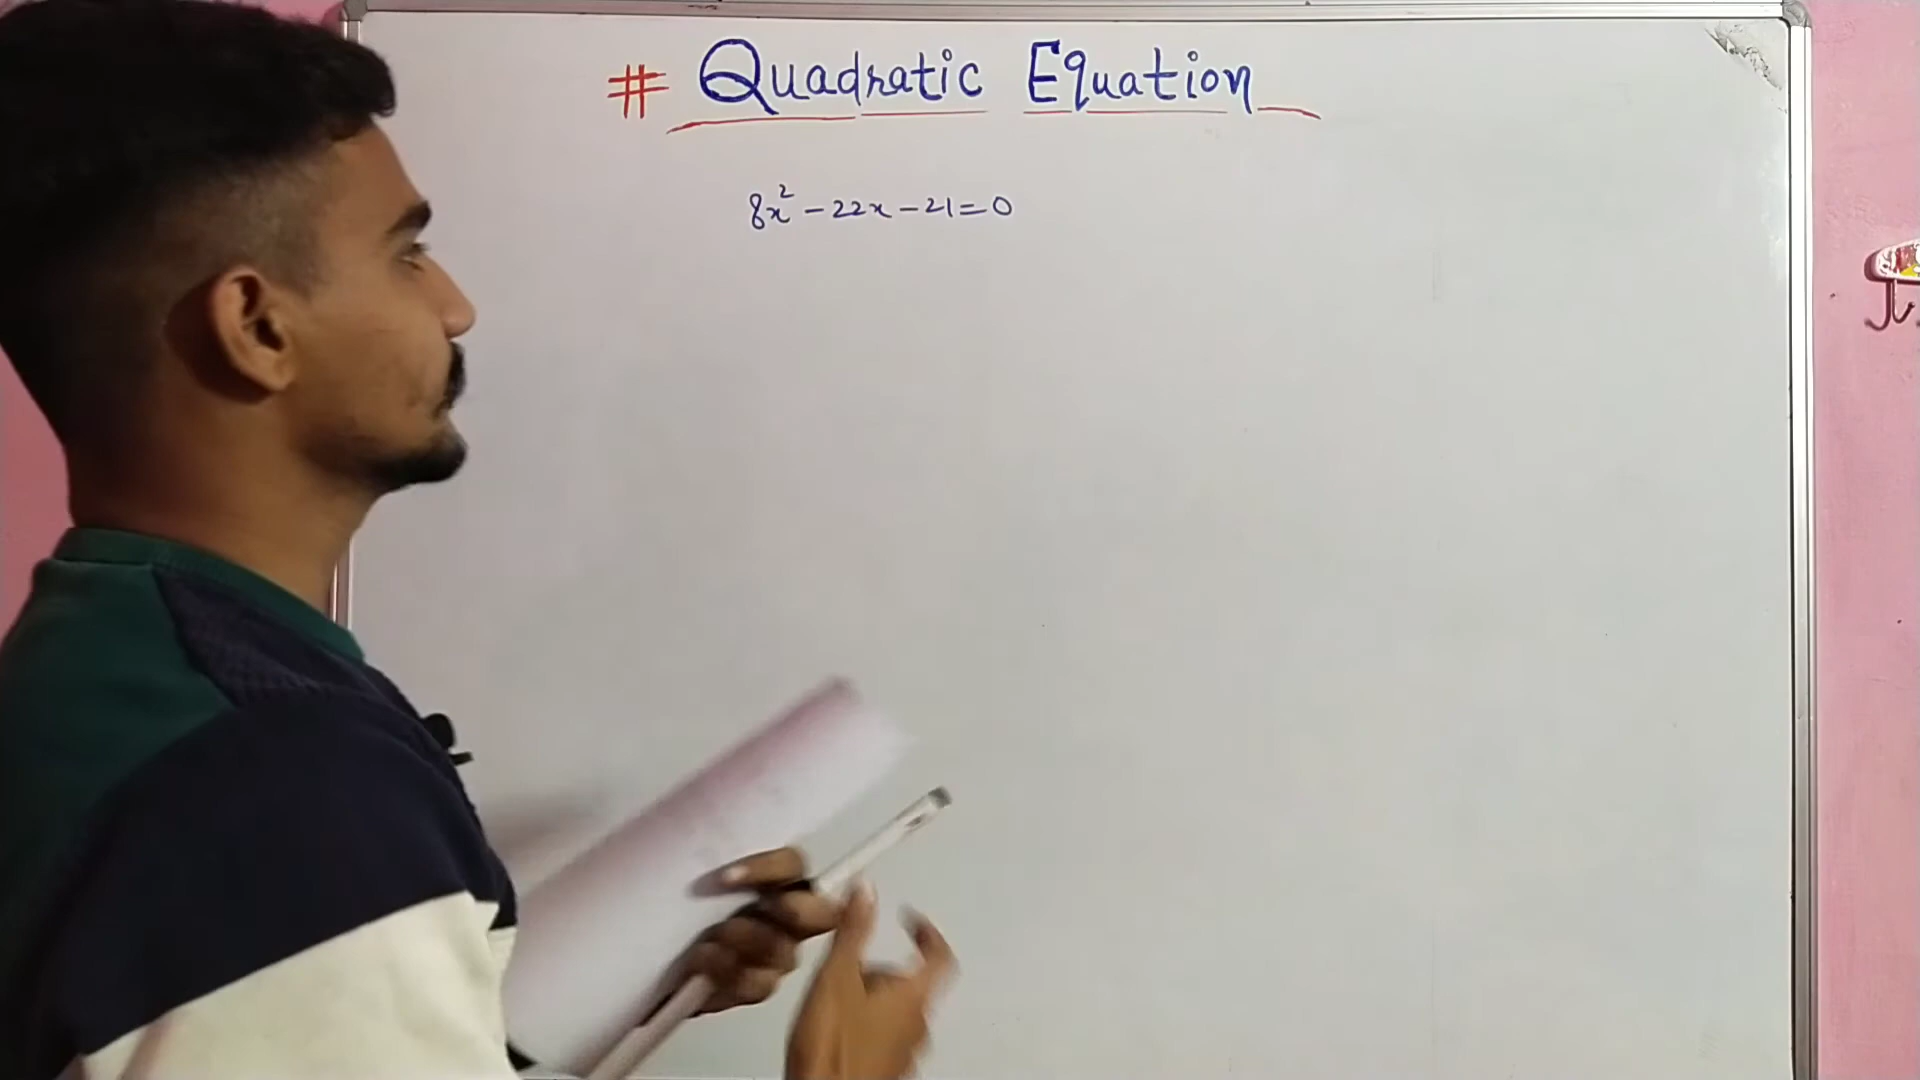 # Quadratic Equation
8x² - 22x - 21 = 0